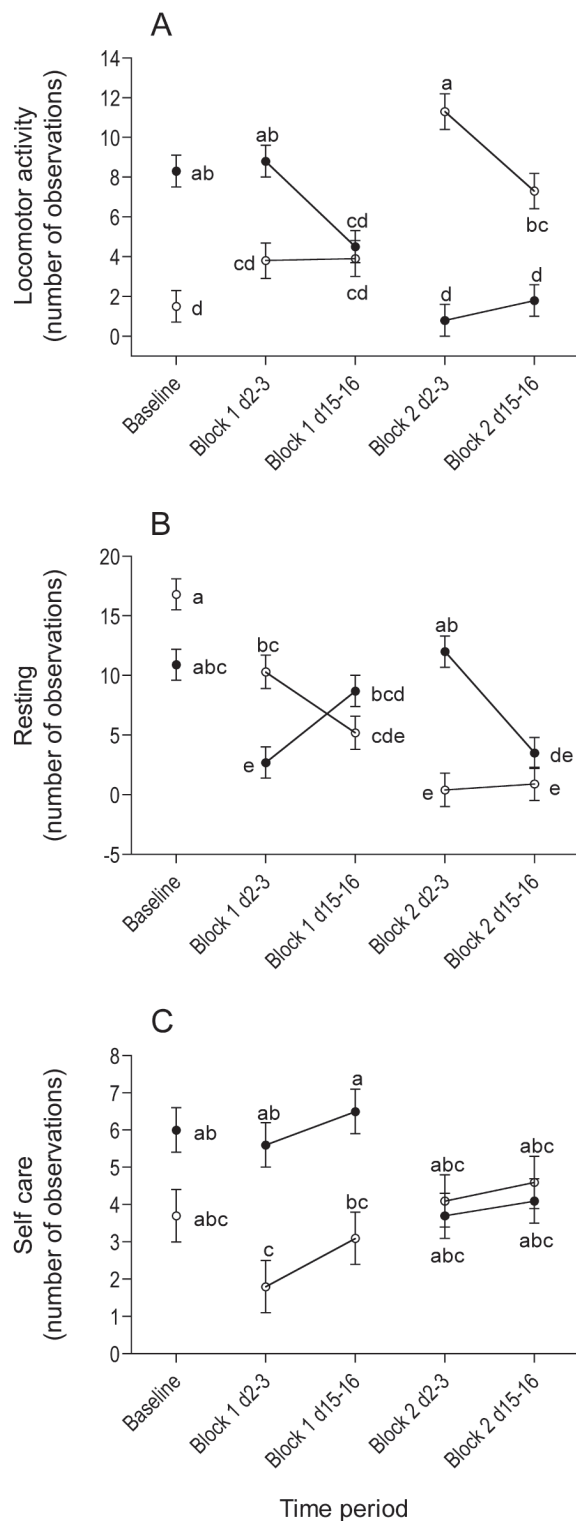 A
Locomotor activity
(number of observations)
14
12
10
8
6
4
2
0
ab
d
ab
cd
cd
cd
a
bc
d
d
Baseline
Block 1 d2-3
Block 1 d15-16
Block 2 d2-3
Block 2 d15-16
B
Resting
(number of observations)
20
15
10
5
0
-5
a
abc
bc
e
bcd
cde
ab
e
de
e
Baseline
Block 1 d2-3
Block 1 d15-16
Block 2 d2-3
Block 2 d15-16
C
Self care
(number of observations)
8
7
6
5
4
3
2
1
0
ab
abc
ab
c
a
bc
abc
abc
abc
abc
Baseline
Block 1 d2-3
Block 1 d15-16
Block 2 d2-3
Block 2 d15-16
Time period